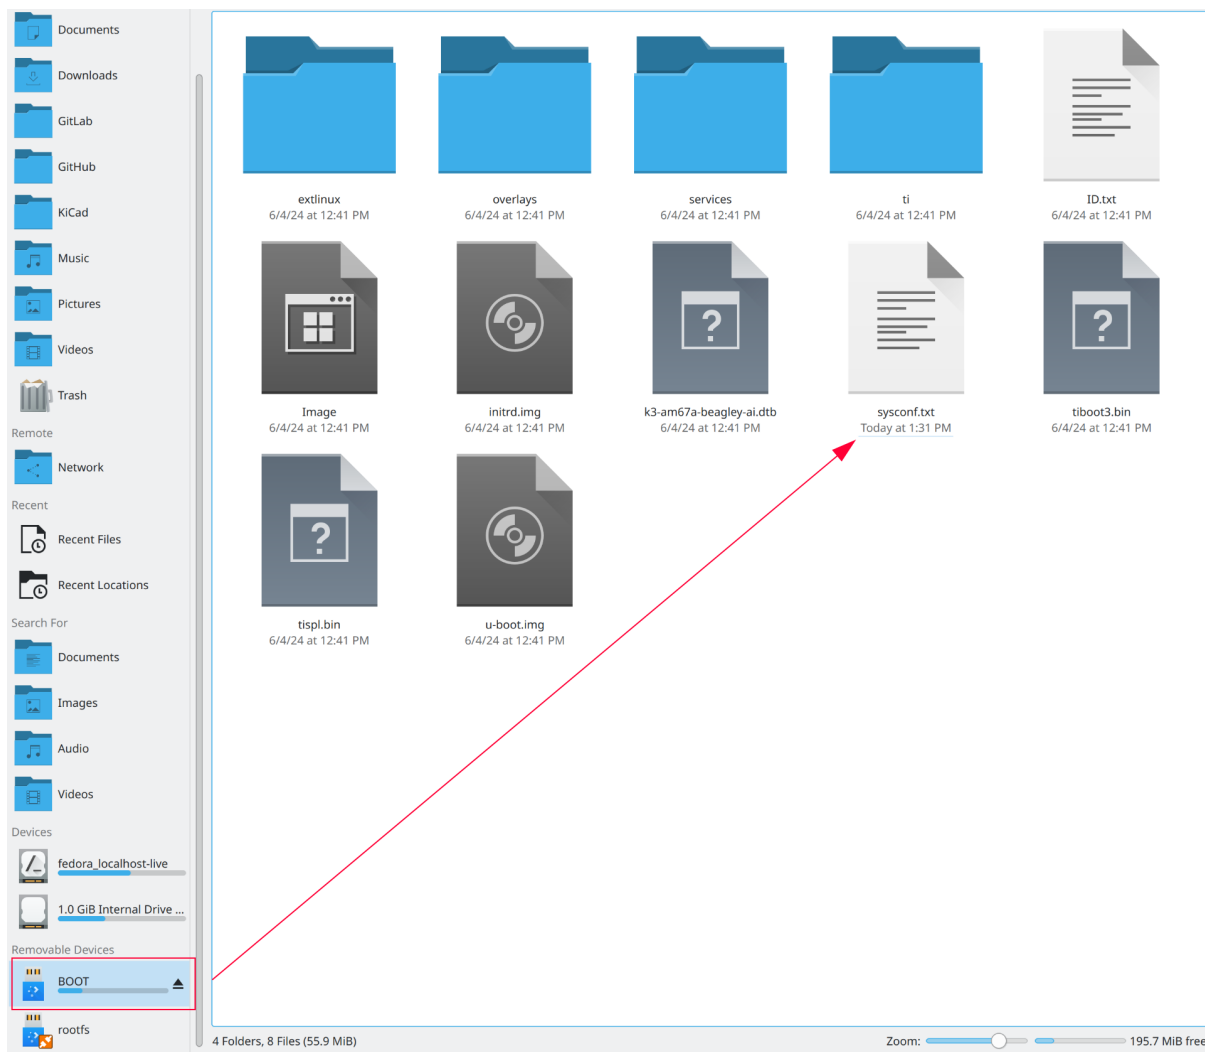 Documents
Downloads
GitLab
GitHub
KiCad
Music
Pictures
Videos
Trash
Remote
Network
Recent
Recent Files
Recent Locations
Search For
Documents
Images
Audio
Videos
Devices
fedora_localhost-live
1.0 GiB Internal Drive ...
Removable Devices
BOOT
rootfs
extlinux
6/4/24 at 12:41 PM
overlays
6/4/24 at 12:41 PM
services
6/4/24 at 12:41 PM
ti
6/4/24 at 12:41 PM
ID.txt
6/4/24 at 12:41 PM
Image
6/4/24 at 12:41 PM
initrd.img
6/4/24 at 12:41 PM
k3-am67a-beagley-ai.dtb
6/4/24 at 12:41 PM
sysconf.txt
Today at 1:31 PM
tiboot3.bin
6/4/24 at 12:41 PM
tispl.bin
6/4/24 at 12:41 PM
u-boot.img
6/4/24 at 12:41 PM
4 Folders, 8 Files (55.9 MiB)
Zoom:
195.7 MiB free